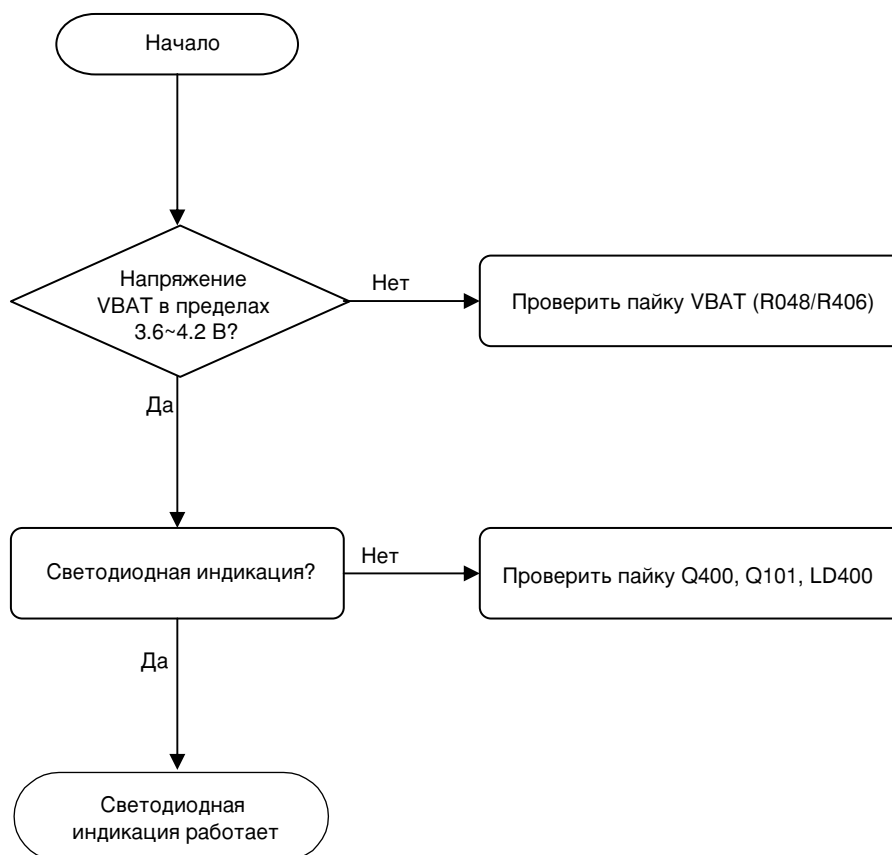 Начало
Напряжение
VBAT в пределах
3.6~4.2 В?
Нет
Проверить пайку VBAT (R048/R406)
Да
Светодиодная индикация?
Нет
Проверить пайку Q400, Q101, LD400
Да
Светодиодная
индикация работает